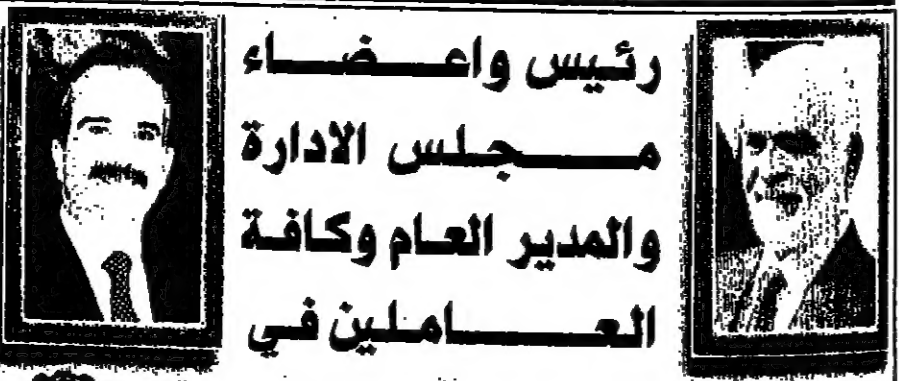 رئيس واعضاء
مجلس الادارة
والمدير العام وكافة
العاملين في